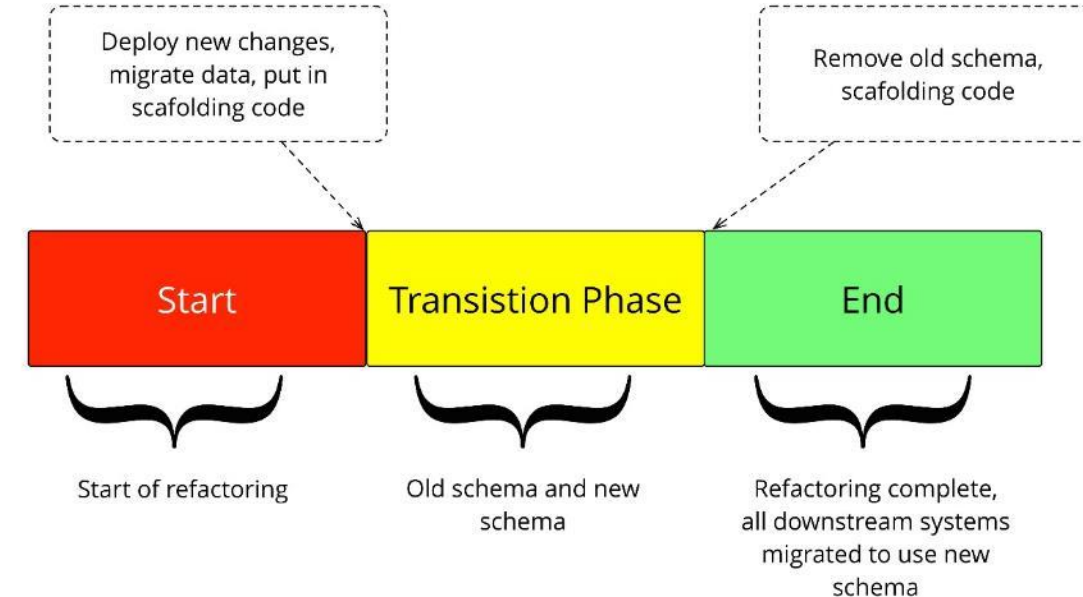 Deploy new changes,
migrate data, put in
scafolding code
Remove old schema,
scafolding code
Start
Transistion Phase
End
Start of refactoring
Old schema and new
schema
Refactoring complete,
all downstream systems
migrated to use new
schema